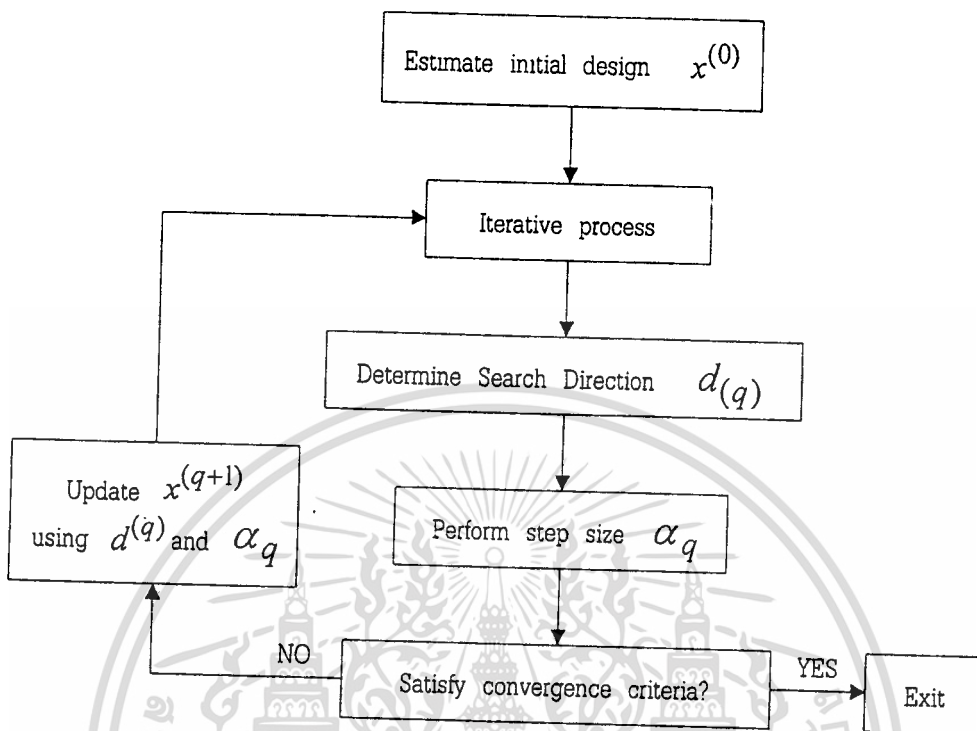 Estimate initial design x^(0)
Iterative process
Determine Search Direction d_(q)
Update x^(q+1)
using d^(q) and α_q
Perform step size α_q
NO
Satisfy convergence criteria?
YES
Exit